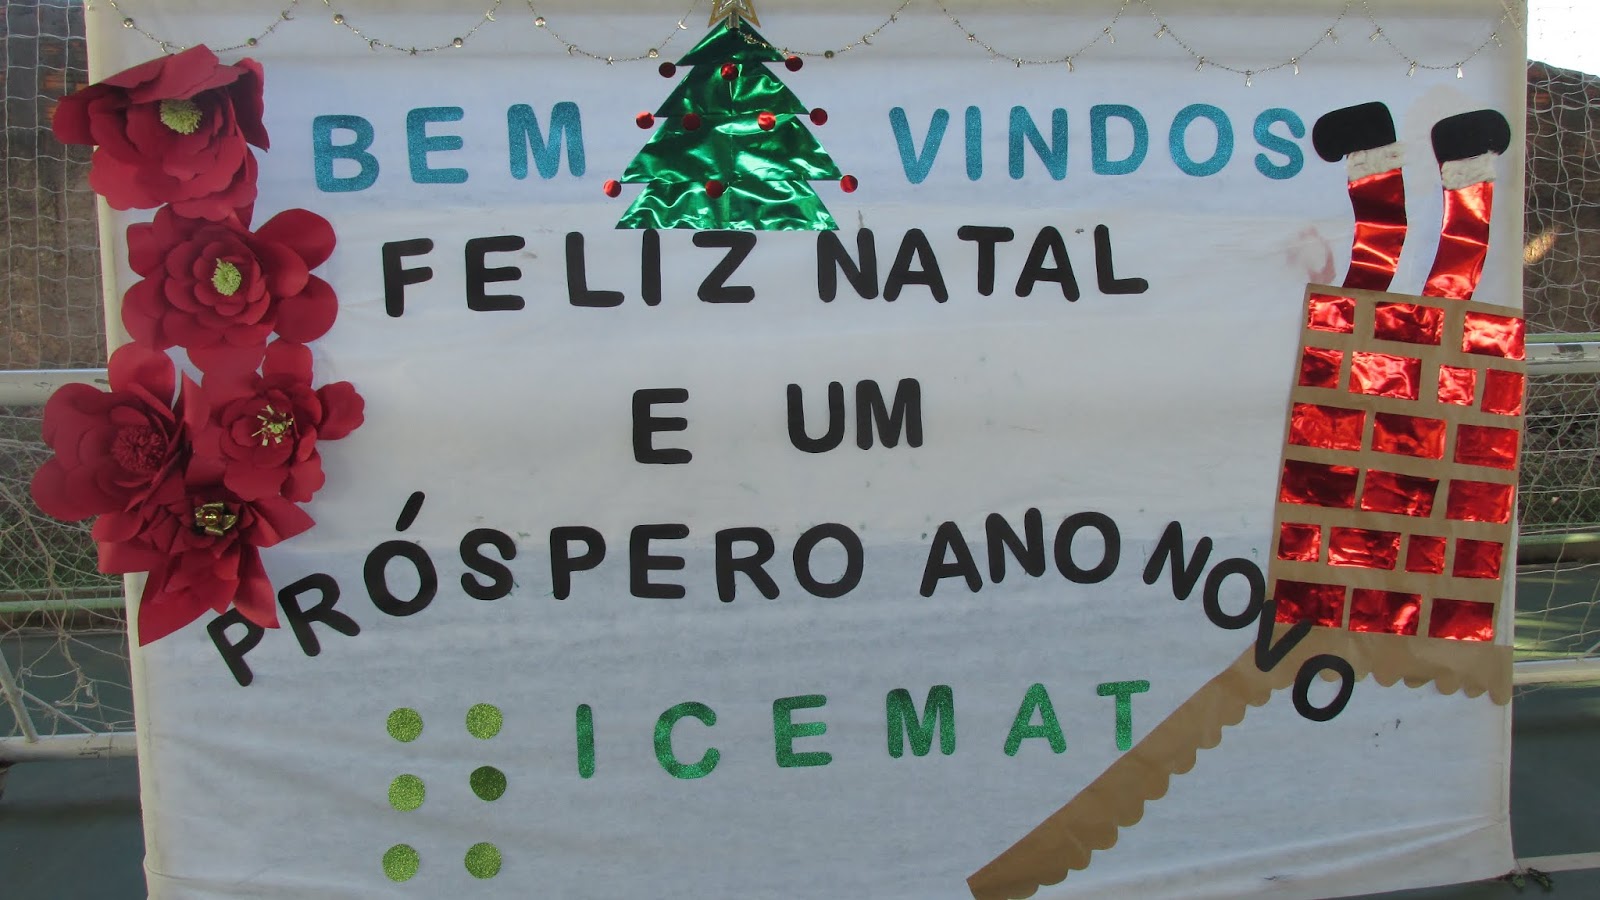 BEM VINDOS
FELIZ NATAL
E UM
PRÓSPERO ANO NOVO
ICEMAT